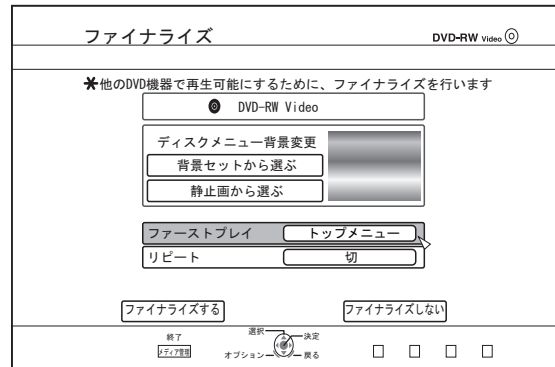 ファイナライズ
DVD-RW Video
*他のDVD機器で再生可能にするために、ファイナライズを行います
DVD-RW Video
ディスクメニュー背景変更
背景セットから選ぶ
静止画から選ぶ
ファーストプレイ トップメニュー
リピート 切
ファイナライズする ファイナライズしない
終了
メディア管理
選択
決定
オプション
戻る